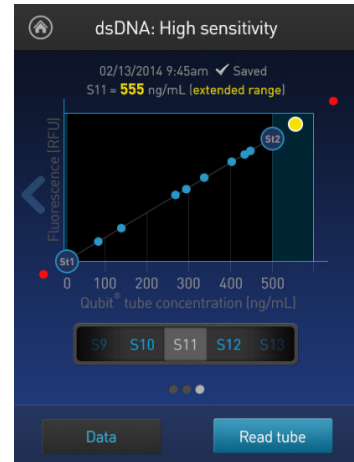 dsDNA: High sensitivity
02/13/2014 9:45am ✔ Saved
S11 = 555 ng/mL (extended range)
Fluorescence [RFU]
St2
St1
0 100 200 300 400 500
Qubit® tube concentration (ng/mL)
S9 S10 S11 S12 S13
Data Read tube